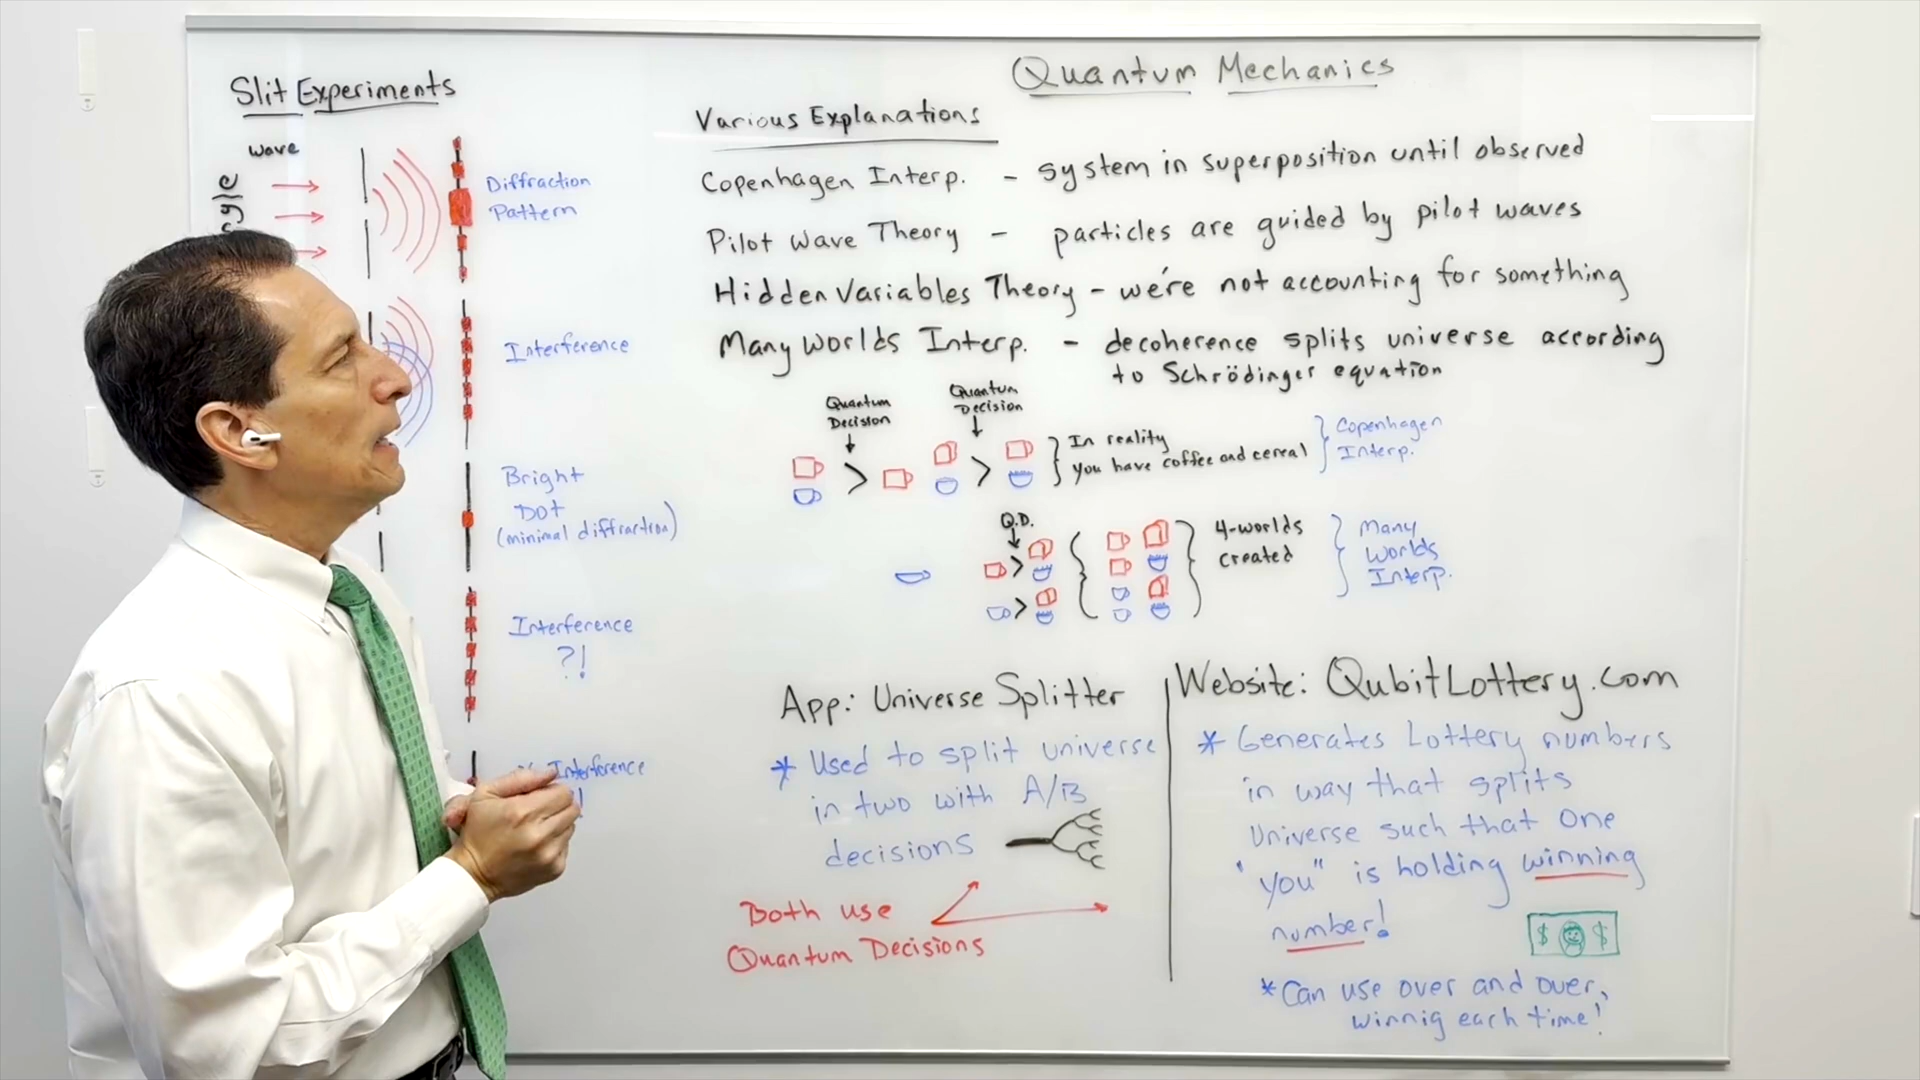 Quantum Mechanics
Slit Experiments
wave
Diffraction
Pattern
Interference
Bright
Dot
(minimal diffraction)
Interference
?!
Interference
!
Various Explanations
Copenhagen Interp. - system in superposition until observed
Pilot Wave Theory - particles are guided by pilot waves
Hidden Variables Theory - we're not accounting for something
Many Worlds Interp. - decoherence splits universe according
to Schrödinger equation
Quantum
Decision
Quantum
Decision
In reality
you have coffee and cereal
Copenhagen
Interp.
Q.D.
4-worlds
created
Many
Worlds
Interp.
App: Universe Splitter
* Used to split universe
in two with A/B
decisions
Both use
Quantum Decisions
Website: QubitLottery.com
* Generates Lottery numbers
in way that splits
Universe such that one
"you" is holding winning
number!
$ $
* Can use over and over,
winnig each time!